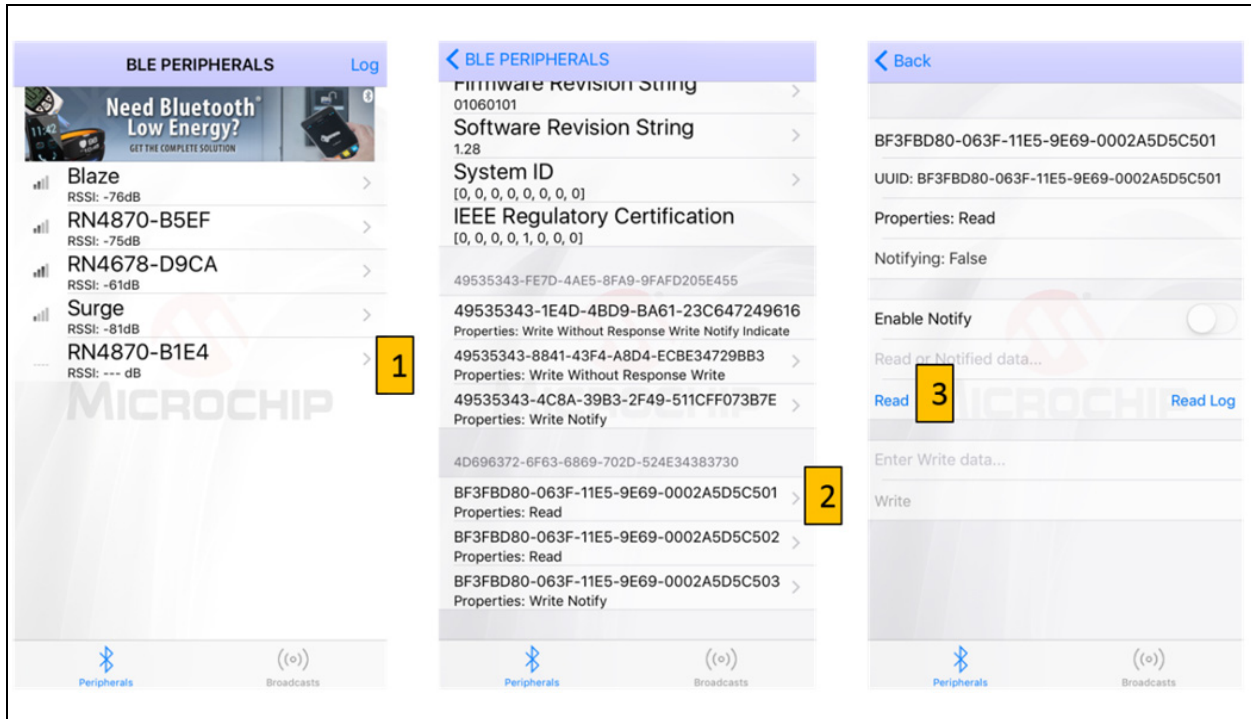 BLE PERIPHERALS
Log
Need Bluetooth®
Low Energy?
GET THE COMPLETE SOLUTION
11:42
Blaze
RSSI: -76dB
RN4870-B5EF
RSSI: -75dB
RN4678-D9CA
RSSI: -61dB
Surge
RSSI: -81dB
RN4870-B1E4
RSSI: --- dB
1
MICROCHIP
Peripherals
Broadcasts
BLE PERIPHERALS
Firmware Revision String
01060101
Software Revision String
1.28
System ID
[0, 0, 0, 0, 0, 0, 0, 0]
IEEE Regulatory Certification
[0, 0, 0, 0, 1, 0, 0, 0]
49535343-FE7D-4AE5-8FA9-9FAFD205E455
49535343-1E4D-4BD9-BA61-23C647249616
Properties: Write Without Response Write Notify Indicate
49535343-8841-43F4-A8D4-ECBE34729BB3
Properties: Write Without Response Write
49535343-4C8A-39B3-2F49-511CFF073B7E
Properties: Write Notify
MICROCHIP
4D696372-6F63-6869-702D-524E34383730
BF3FBD80-063F-11E5-9E69-0002A5D5C501
Properties: Read
2
BF3FBD80-063F-11E5-9E69-0002A5D5C502
Properties: Read
BF3FBD80-063F-11E5-9E69-0002A5D5C503
Properties: Write Notify
Peripherals
Broadcasts
Back
BF3FBD80-063F-11E5-9E69-0002A5D5C501
UUID: BF3FBD80-063F-11E5-9E69-0002A5D5C501
Properties: Read
Notifying: False
Enable Notify
Read or Notified data...
Read
3
Read Log
MICROCHIP
Enter Write data...
Write
Peripherals
Broadcasts